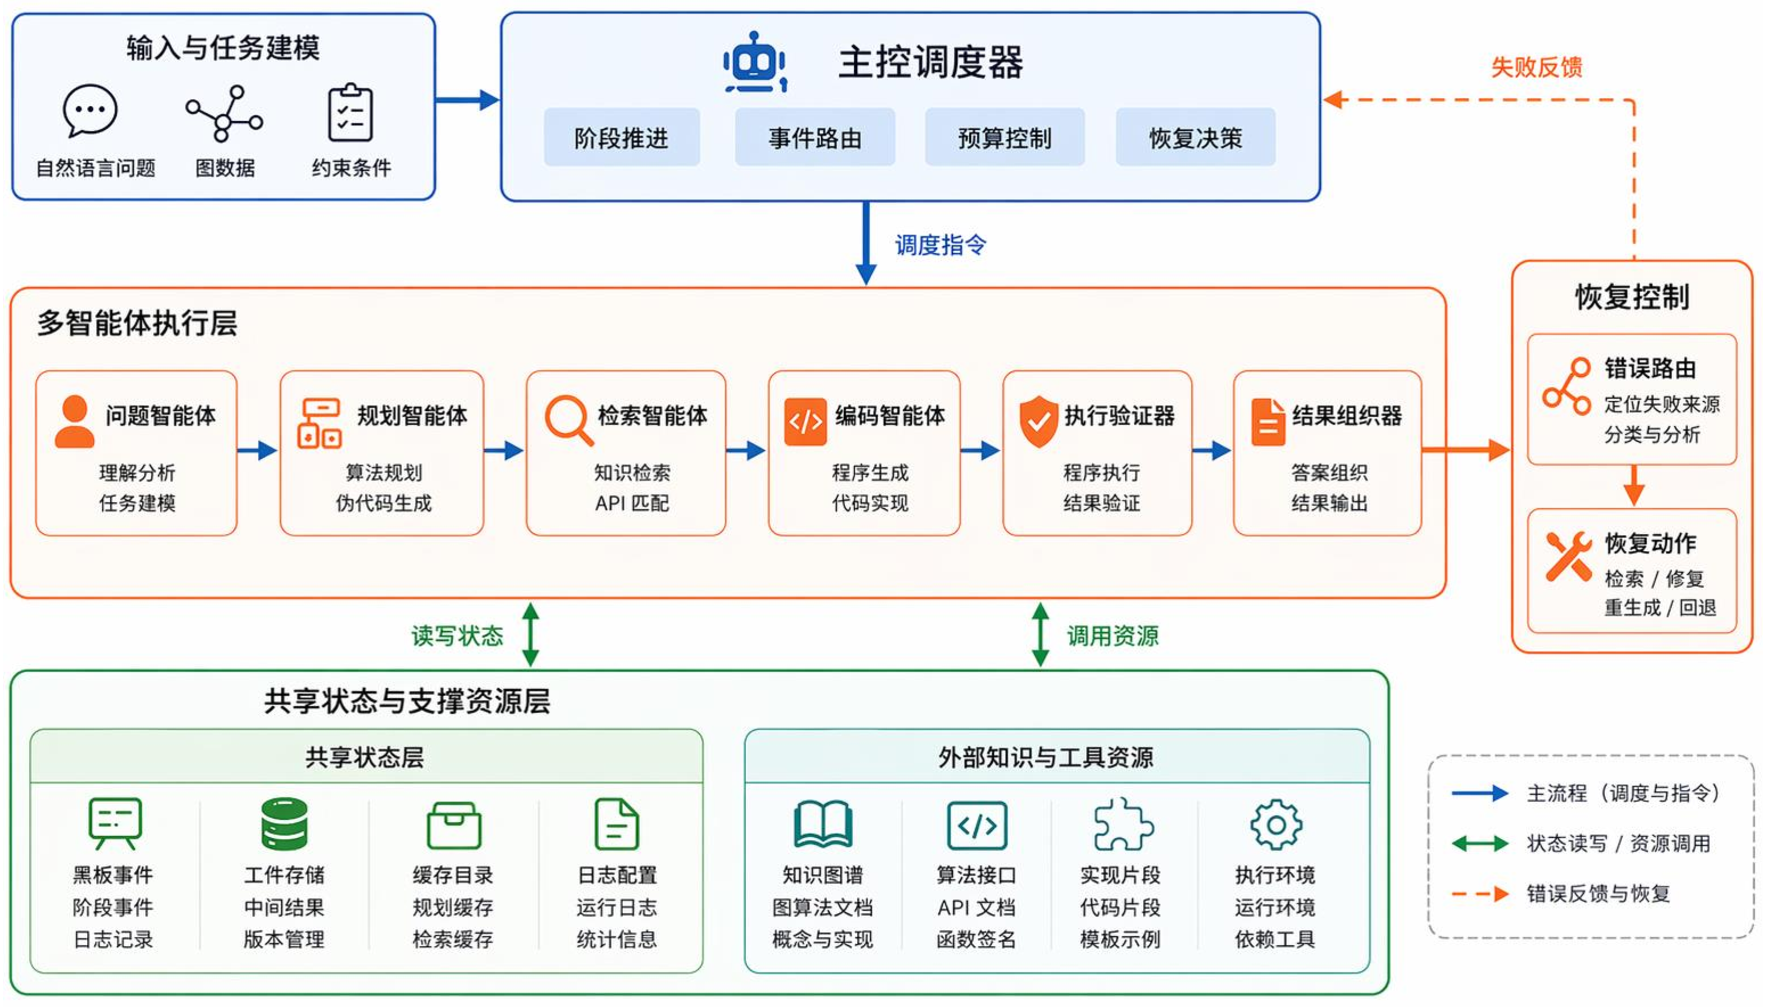 输入与任务建模
自然语言问题
图数据
约束条件
主控调度器
阶段推进
事件路由
预算控制
恢复决策
失败反馈
调度指令
多智能体执行层
问题智能体
理解分析
任务建模
规划智能体
算法规划
伪代码生成
检索智能体
知识检索
API 匹配
编码智能体
程序生成
代码实现
执行验证器
程序执行
结果验证
结果组织器
答案组织
结果输出
恢复控制
错误路由
定位失败来源
分类与分析
恢复动作
检索 / 修复
重生成 / 回退
读写状态
调用资源
共享状态与支撑资源层
共享状态层
黑板事件
阶段事件
日志记录
工件存储
中间结果
版本管理
缓存目录
规划缓存
检索缓存
日志配置
运行日志
统计信息
外部知识与工具资源
知识图谱
图算法文档
概念与实现
算法接口
API 文档
函数签名
实现片段
代码片段
模板示例
执行环境
运行环境
依赖工具
主流程（调度与指令）
状态读写 / 资源调用
错误反馈与恢复